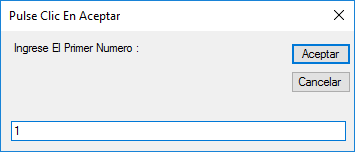 Pulse Clic En Aceptar
Ingrese El Primer Numero :
Aceptar
Cancelar
1